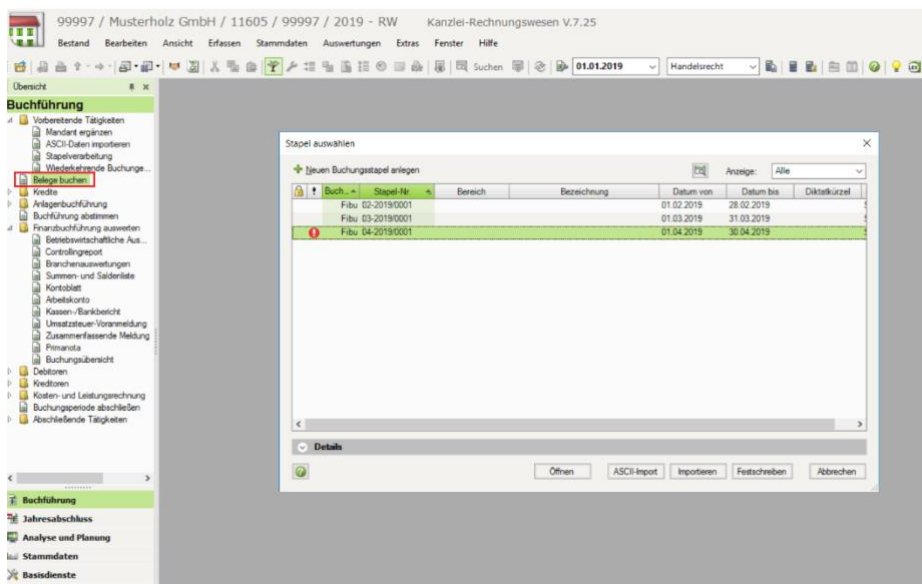 99997 / Musterholz GmbH / 11605 / 99997 / 2019 - RW Kanzlei-Rechnungswesen V.7.25
Bestand Bearbeiten Ansicht Erfassen Stammdaten Auswertungen Extras Fenster Hilfe
Suchen 01.01.2019 Handelsrecht
Übersicht
Buchführung
Vorbereitende Tätigkeiten
Mandant ergänzen
ASCII-Daten importieren
Stapelverarbeitung
Wiederkehrende Buchunge...
Belege buchen
Kredite
Anlagenbuchführung
Buchführung abstimmen
Finanzbuchführung auswerten
Betriebswirtschaftliche Aus...
Controllingreport
Branchenauswertungen
Summen- und Saldenliste
Kontoblatt
Arbeitskonto
Kassen-/Bankbericht
Umsatzsteuer-Voranmeldung
Zusammenfassende Meldung
Primanota
Buchungsübersicht
Debitoren
Kreditoren
Kosten- und Leistungsrechnung
Buchungsperiode abschließen
Abschließende Tätigkeiten
Buchführung
Jahresabschluss
Analyse und Planung
Stammdaten
Basisdienste
Stapel auswählen
Neuen Buchungsstapel anlegen Anzeige: Alle
Buch... Stapel-Nr. Bereich Bezeichnung Datum von Datum bis Diktatkürzel
Fibu 02-2019/0001 01.02.2019 28.02.2019
Fibu 03-2019/0001 01.03.2019 31.03.2019
Fibu 04-2019/0001 01.04.2019 30.04.2019
Details
Öffnen ASCII-Import Importieren Festschreiben Abbrechen